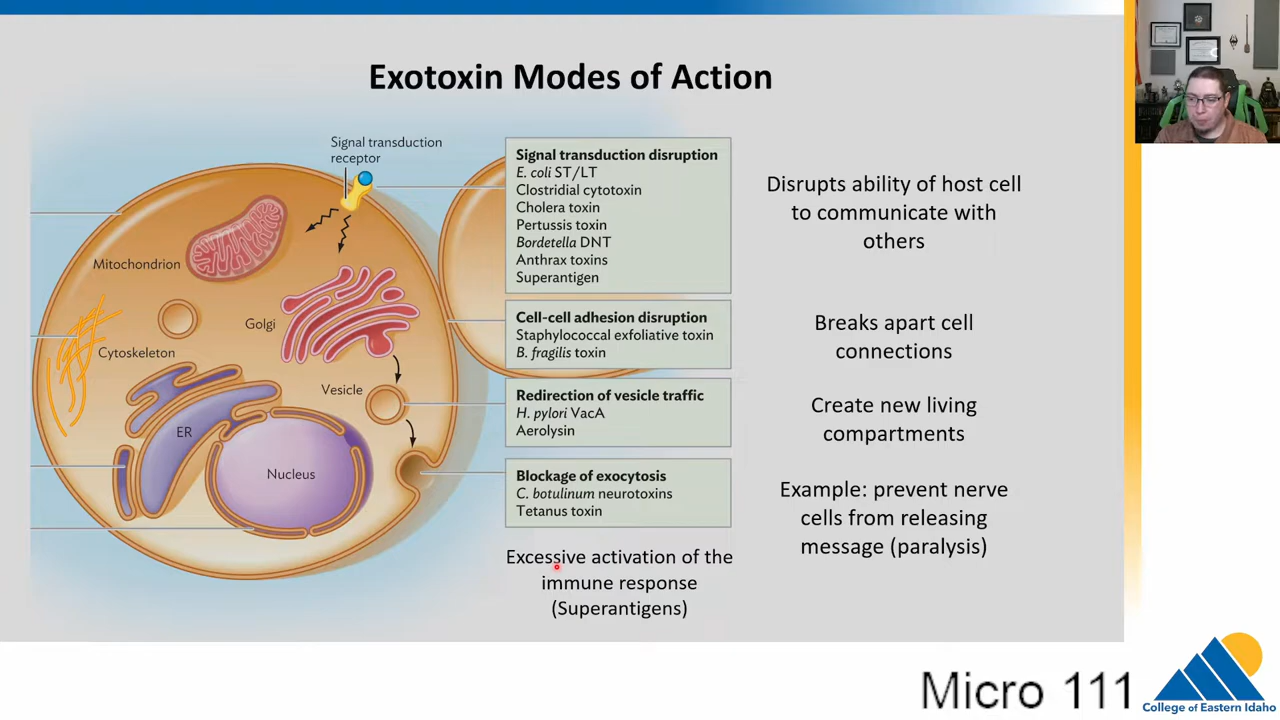 Exotoxin Modes of Action
Signal transduction
receptor
Mitochondrion
Golgi
Cytoskeleton
Vesicle
ER
Nucleus
Signal transduction disruption
E. coli ST/LT
Clostridial cytotoxin
Cholera toxin
Pertussis toxin
Bordetella DNT
Anthrax toxins
Superantigen
Disrupts ability of host cell
to communicate with
others
Cell-cell adhesion disruption
Staphylococcal exfoliative toxin
B. fragilis toxin
Breaks apart cell
connections
Redirection of vesicle traffic
H. pylori VacA
Aerolysin
Create new living
compartments
Blockage of exocytosis
C. botulinum neurotoxins
Tetanus toxin
Example: prevent nerve
cells from releasing
message (paralysis)
Excessive activation of the
immune response
(Superantigens)
Micro 111
College of Eastern Idaho